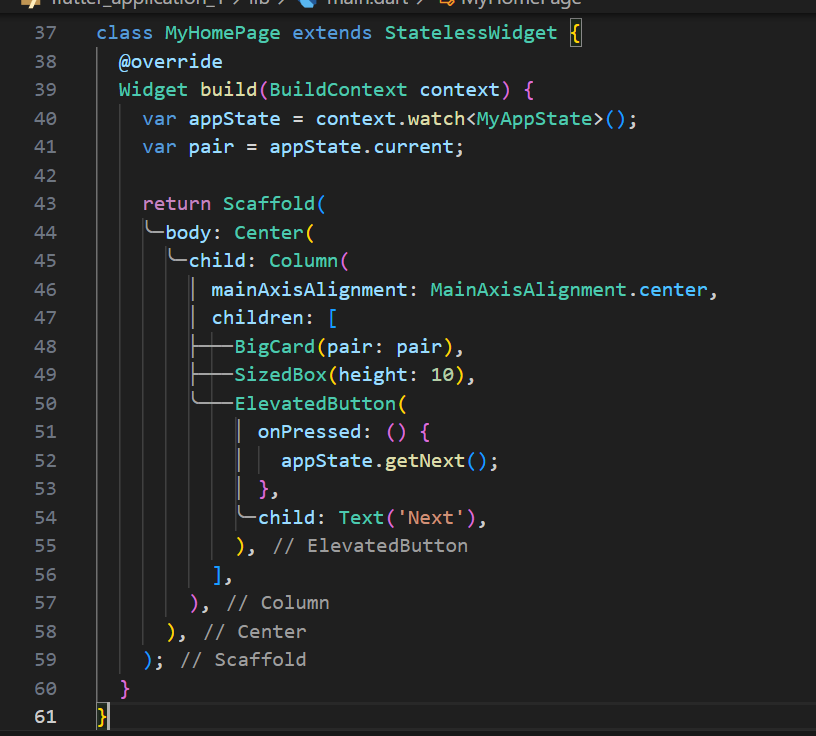 flutter_application_1 > lib > main.dart > MyHomePage
37 class MyHomePage extends StatelessWidget {
38 @override
39 Widget build(BuildContext context) {
40 var appState = context.watch<MyAppState>();
41 var pair = appState.current;
42
43 return Scaffold(
44 body: Center(
45 child: Column(
46 mainAxisAlignment: MainAxisAlignment.center,
47 children: [
48 BigCard(pair: pair),
49 SizedBox(height: 10),
50 ElevatedButton(
51 onPressed: () {
52 appState.getNext();
53 },
54 child: Text('Next'),
55 ), // ElevatedButton
56 ],
57 ), // Column
58 ), // Center
59 ); // Scaffold
60 }
61 }